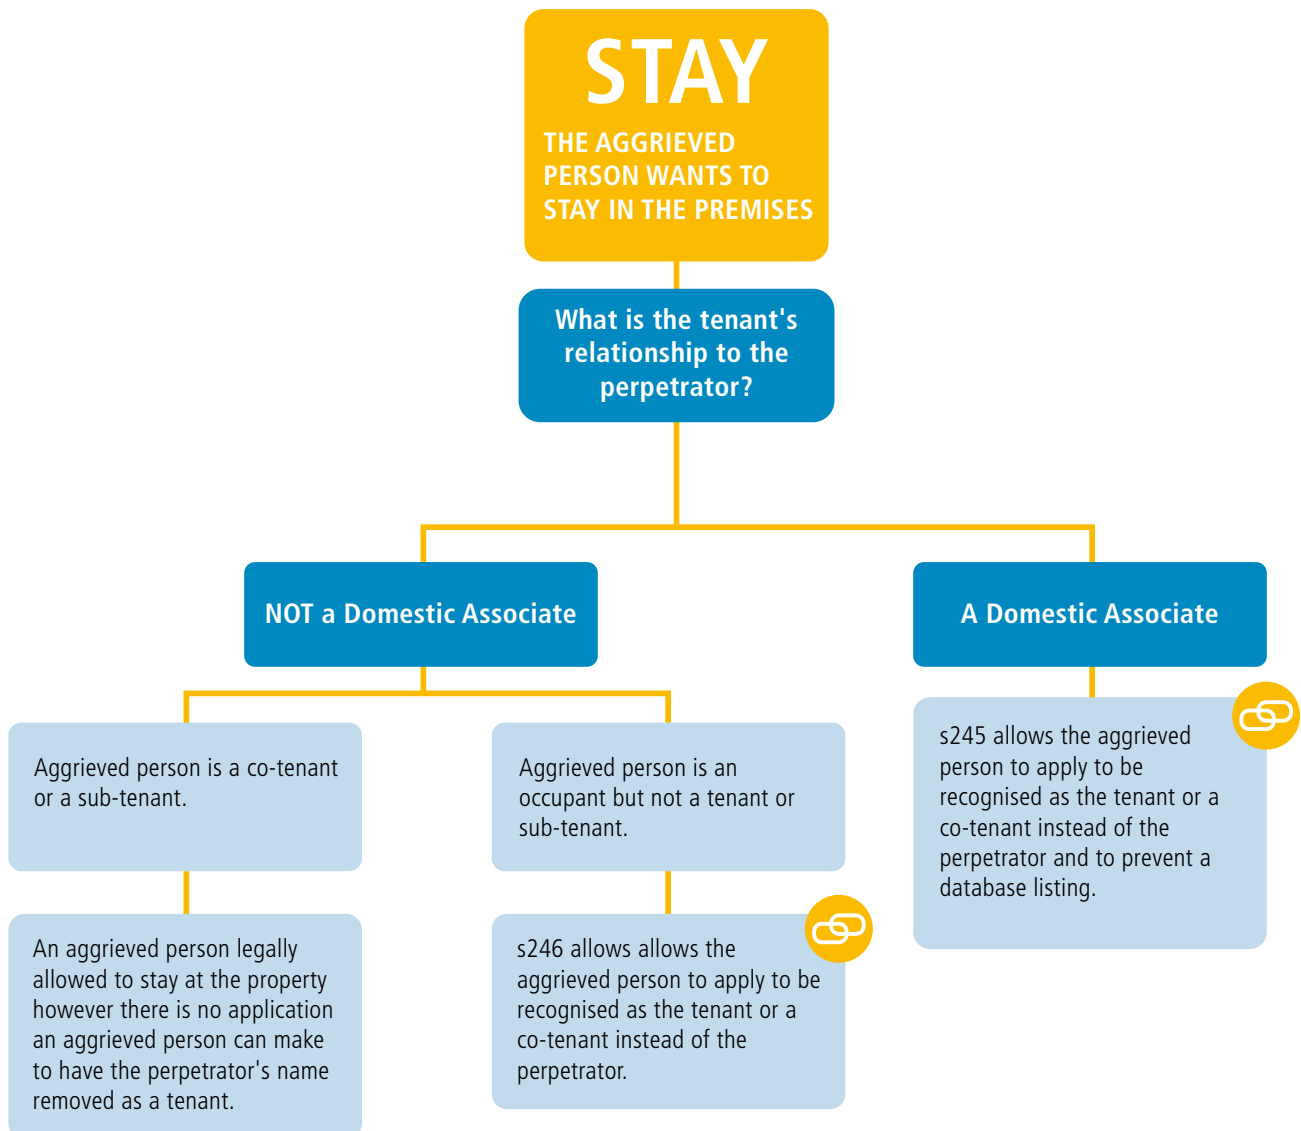 STAY
THE AGGRIEVED
PERSON WANTS TO
STAY IN THE PREMISES
What is the tenant's
relationship to the
perpetrator?
NOT a Domestic Associate
A Domestic Associate
Aggrieved person is a co-tenant
or a sub-tenant.
Aggrieved person is an
occupant but not a tenant or
sub-tenant.
s245 allows the aggrieved
person to apply to be
recognised as the tenant or a
co-tenant instead of the
perpetrator and to prevent a
database listing.
An aggrieved person legally
allowed to stay at the property
however there is no application
an aggrieved person can make
to have the perpetrator's name
removed as a tenant.
s246 allows allows the
aggrieved person to apply to be
recognised as the tenant or a
co-tenant instead of the
perpetrator.